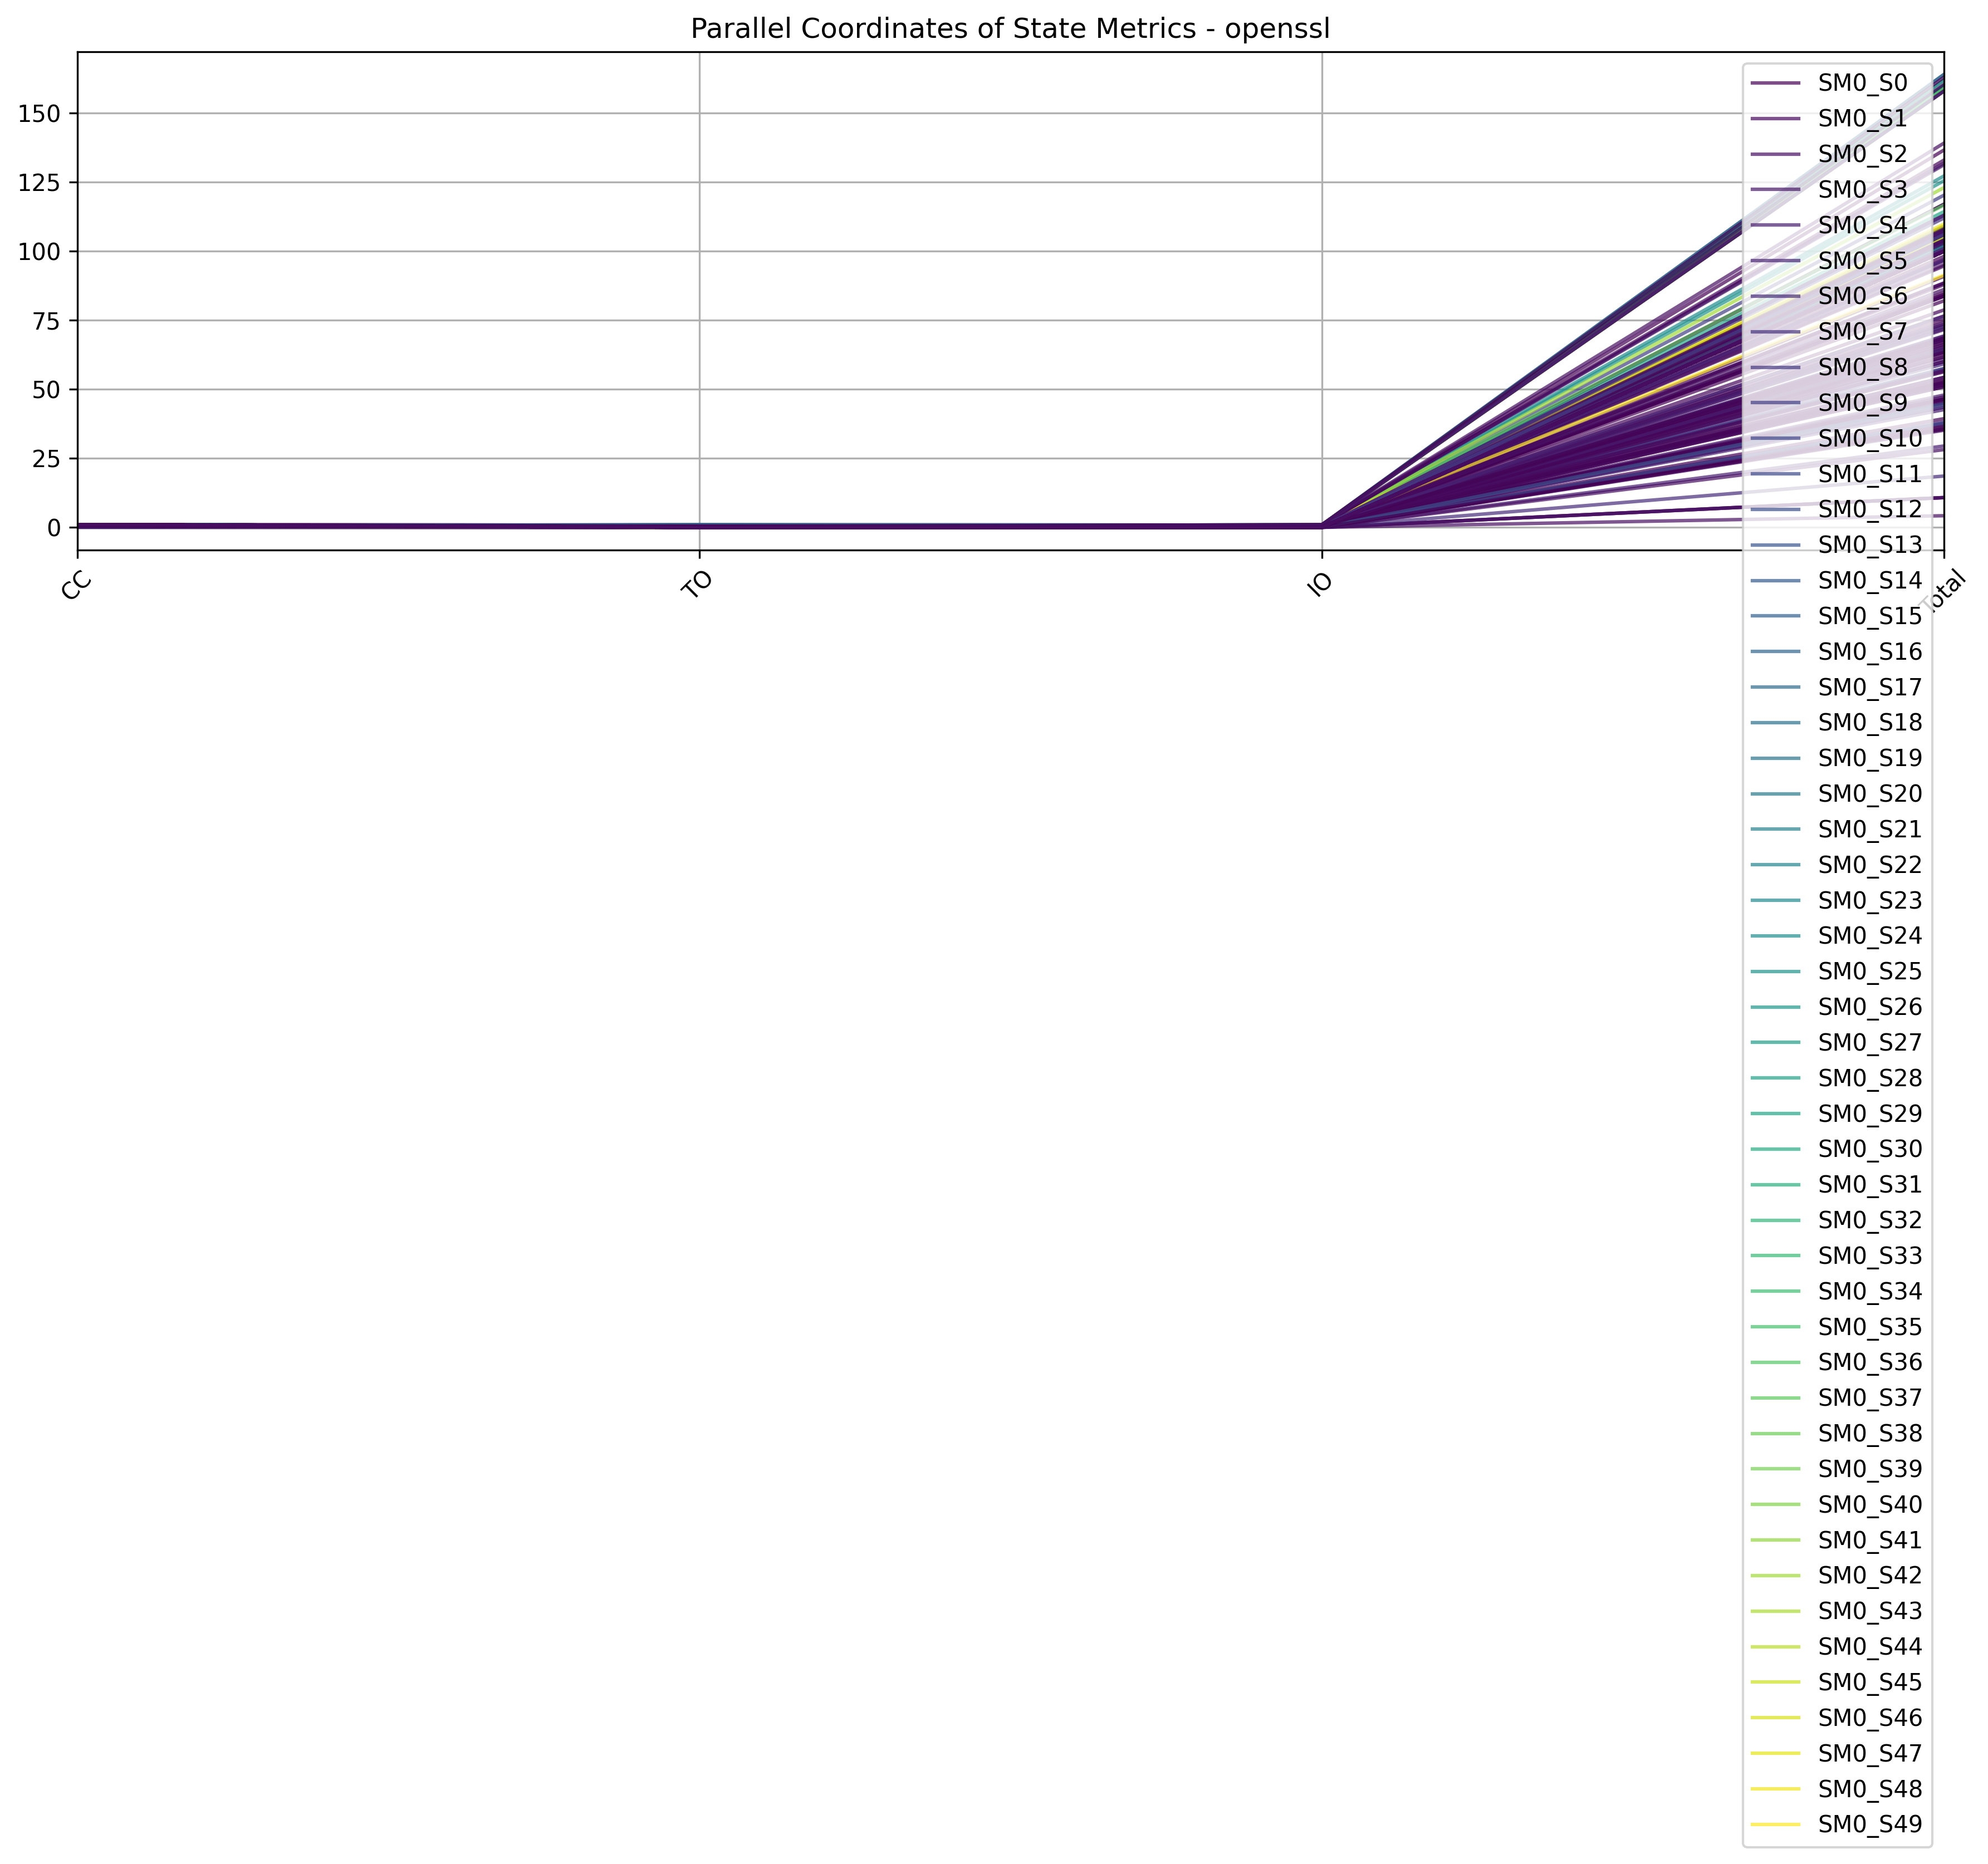 Parallel Coordinates of State Metrics - openssl
150
125
100
75
50
25
0
CC
TO
IO
Total
SM0_S0
SM0_S1
SM0_S2
SM0_S3
SM0_S4
SM0_S5
SM0_S6
SM0_S7
SM0_S8
SM0_S9
SM0_S10
SM0_S11
SM0_S12
SM0_S13
SM0_S14
SM0_S15
SM0_S16
SM0_S17
SM0_S18
SM0_S19
SM0_S20
SM0_S21
SM0_S22
SM0_S23
SM0_S24
SM0_S25
SM0_S26
SM0_S27
SM0_S28
SM0_S29
SM0_S30
SM0_S31
SM0_S32
SM0_S33
SM0_S34
SM0_S35
SM0_S36
SM0_S37
SM0_S38
SM0_S39
SM0_S40
SM0_S41
SM0_S42
SM0_S43
SM0_S44
SM0_S45
SM0_S46
SM0_S47
SM0_S48
SM0_S49